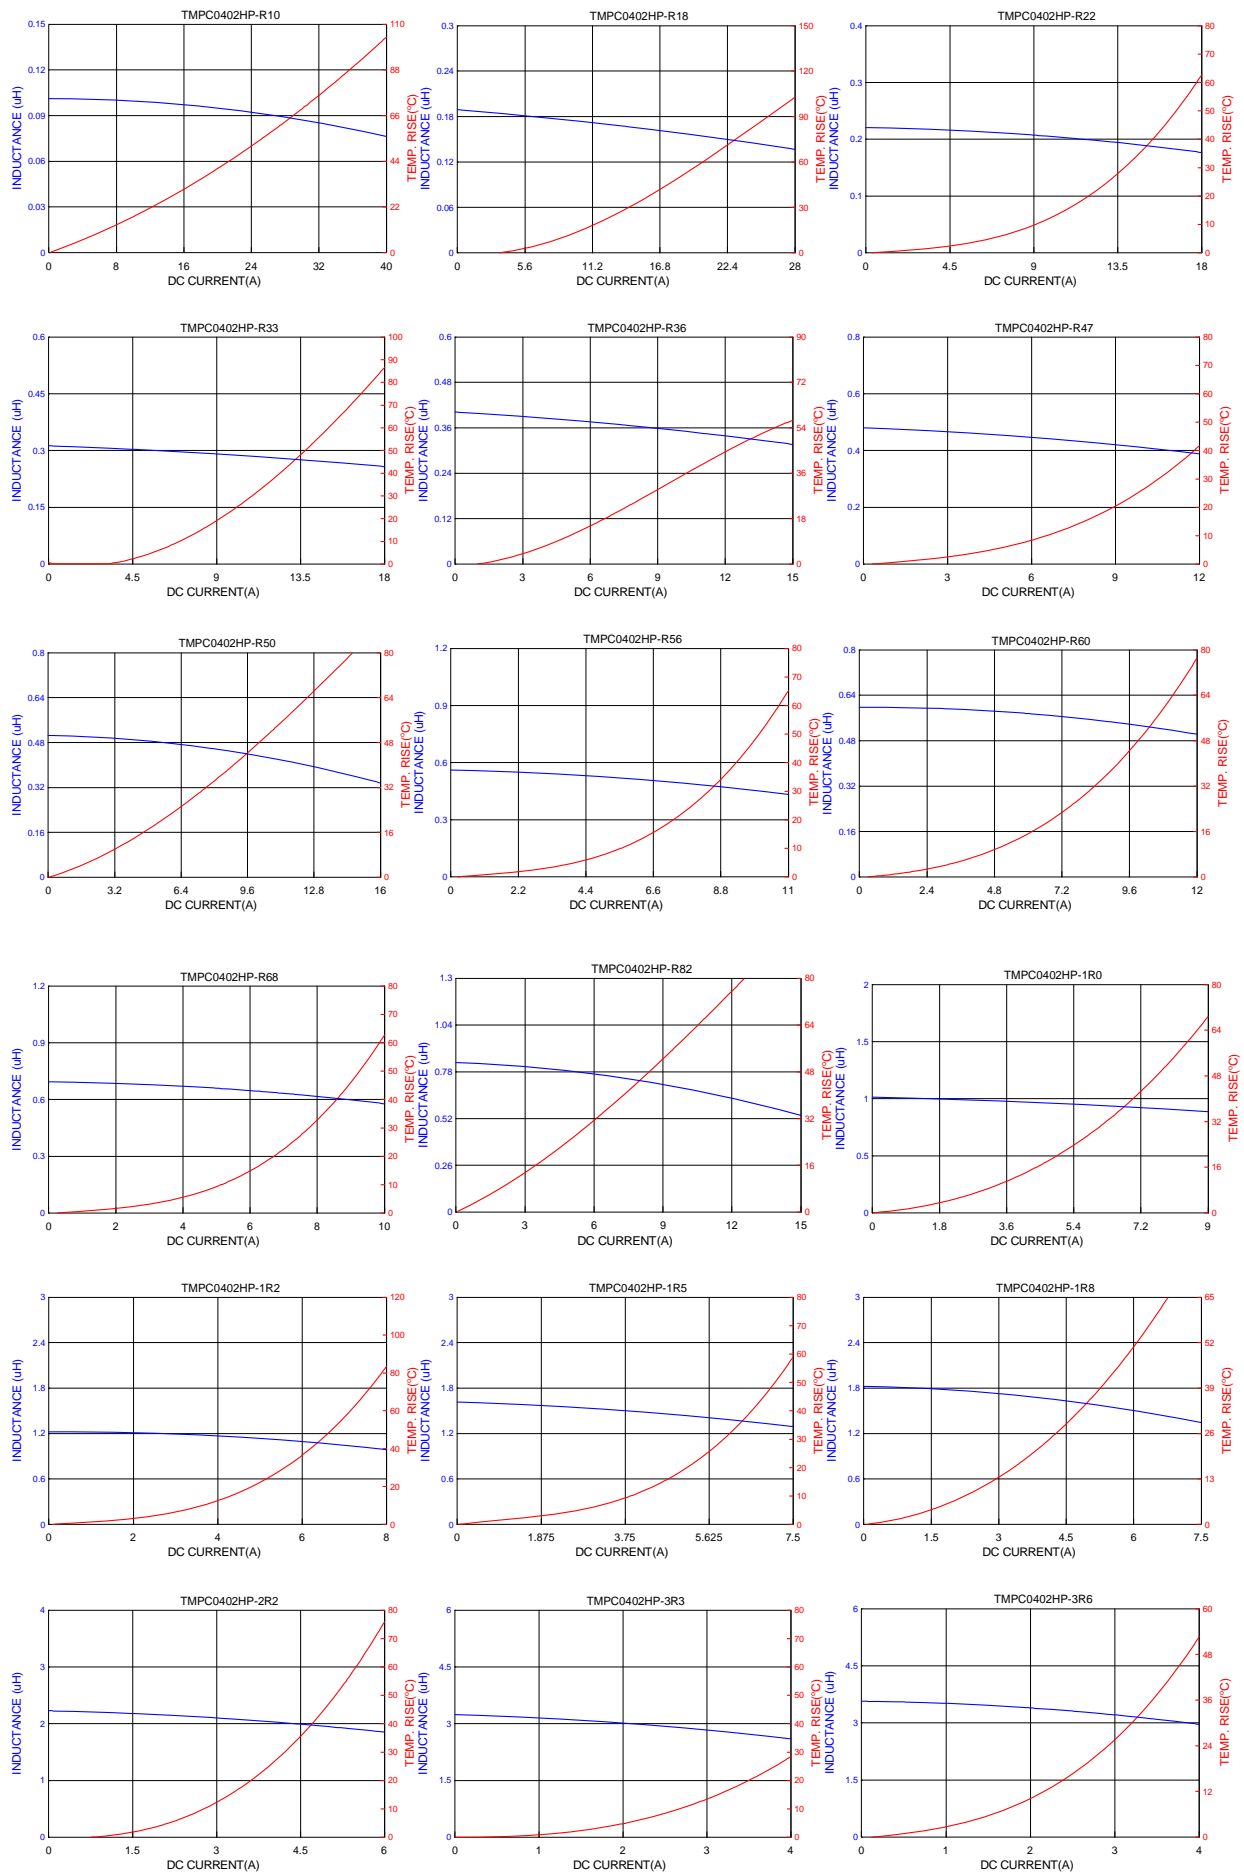 TMPC0402HP-R10
INDUCTANCE (uH)
0.15
0.12
0.09
0.06
0.03
0
110
88
66
44
22
0
TEMP. RISE(ºC)
0 8 16 24 32 40
DC CURRENT(A)
TMPC0402HP-R18
INDUCTANCE (uH)
0.3
0.24
0.18
0.12
0.06
0
150
120
90
60
30
0
TEMP. RISE(ºC)
0 5.6 11.2 16.8 22.4 28
DC CURRENT(A)
TMPC0402HP-R22
INDUCTANCE (uH)
0.4
0.3
0.2
0.1
0
80
70
60
50
40
30
20
10
0
TEMP. RISE(ºC)
0 4.5 9 13.5 18
DC CURRENT(A)
TMPC0402HP-R33
INDUCTANCE (uH)
0.6
0.45
0.3
0.15
0
100
90
80
70
60
50
40
30
20
10
0
TEMP. RISE(ºC)
0 4.5 9 13.5 18
DC CURRENT(A)
TMPC0402HP-R36
INDUCTANCE (uH)
0.6
0.48
0.36
0.24
0.12
0
90
72
54
36
18
0
TEMP. RISE(ºC)
0 3 6 9 12 15
DC CURRENT(A)
TMPC0402HP-R47
INDUCTANCE (uH)
0.8
0.6
0.4
0.2
0
80
70
60
50
40
30
20
10
0
TEMP. RISE(ºC)
0 3 6 9 12
DC CURRENT(A)
TMPC0402HP-R50
INDUCTANCE (uH)
0.8
0.64
0.48
0.32
0.16
0
80
64
48
32
16
0
TEMP. RISE(ºC)
0 3.2 6.4 9.6 12.8 16
DC CURRENT(A)
TMPC0402HP-R56
INDUCTANCE (uH)
1.2
0.9
0.6
0.3
0
80
70
60
50
40
30
20
10
0
TEMP. RISE(ºC)
0 2.2 4.4 6.6 8.8 11
DC CURRENT(A)
TMPC0402HP-R60
INDUCTANCE (uH)
0.8
0.64
0.48
0.32
0.16
0
80
64
48
32
16
0
TEMP. RISE(ºC)
0 2.4 4.8 7.2 9.6 12
DC CURRENT(A)
TMPC0402HP-R68
INDUCTANCE (uH)
1.2
0.9
0.6
0.3
0
80
70
60
50
40
30
20
10
0
TEMP. RISE(ºC)
0 2 4 6 8 10
DC CURRENT(A)
TMPC0402HP-R82
INDUCTANCE (uH)
1.3
1.04
0.78
0.52
0.26
0
80
64
48
32
16
0
TEMP. RISE(ºC)
0 3 6 9 12 15
DC CURRENT(A)
TMPC0402HP-1R0
INDUCTANCE (uH)
2
1.5
1
0.5
0
80
64
48
32
16
0
TEMP. RISE(ºC)
0 1.8 3.6 5.4 7.2 9
DC CURRENT(A)
TMPC0402HP-1R2
INDUCTANCE (uH)
3
2.4
1.8
1.2
0.6
0
120
100
80
60
40
20
0
TEMP. RISE(ºC)
0 2 4 6 8
DC CURRENT(A)
TMPC0402HP-1R5
INDUCTANCE (uH)
3
2.4
1.8
1.2
0.6
0
80
70
60
50
40
30
20
10
0
TEMP. RISE(ºC)
0 1.875 3.75 5.625 7.5
DC CURRENT(A)
TMPC0402HP-1R8
INDUCTANCE (uH)
3
2.4
1.8
1.2
0.6
0
65
52
39
26
13
0
TEMP. RISE(ºC)
0 1.5 3 4.5 6 7.5
DC CURRENT(A)
TMPC0402HP-2R2
INDUCTANCE (uH)
4
3
2
1
0
80
70
60
50
40
30
20
10
0
TEMP. RISE(ºC)
0 1.5 3 4.5 6
DC CURRENT(A)
TMPC0402HP-3R3
INDUCTANCE (uH)
6
4.5
3
1.5
0
80
70
60
50
40
30
20
10
0
TEMP. RISE(ºC)
0 1 2 3 4
DC CURRENT(A)
TMPC0402HP-3R6
INDUCTANCE (uH)
6
4.5
3
1.5
0
60
48
36
24
12
0
TEMP. RISE(ºC)
0 1 2 3 4
DC CURRENT(A)